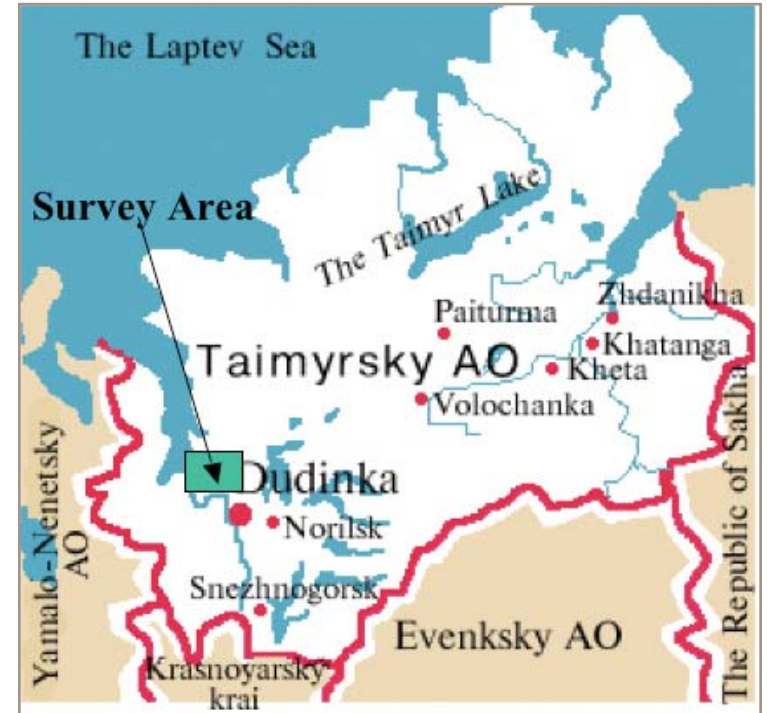 The Laptev Sea
Survey Area
The Taimyr Lake
Zhdanikha
Paiturma
Khatanga
Taimyrsky AO
Kheta
Volochanka
Dudinka
Norilsk
Snezhnogorsk
Yamalo-Nenetsky
AO
Evenksky AO
The Republic of Sakha
Krasnoyarsky
krai